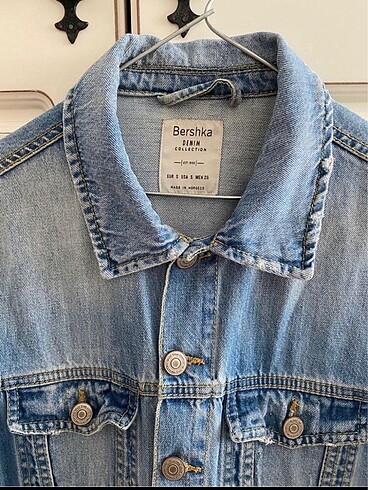 Bershka
DENIM
COLLECTION
EUR S USA S MEX 26
MADE IN MOROCCO